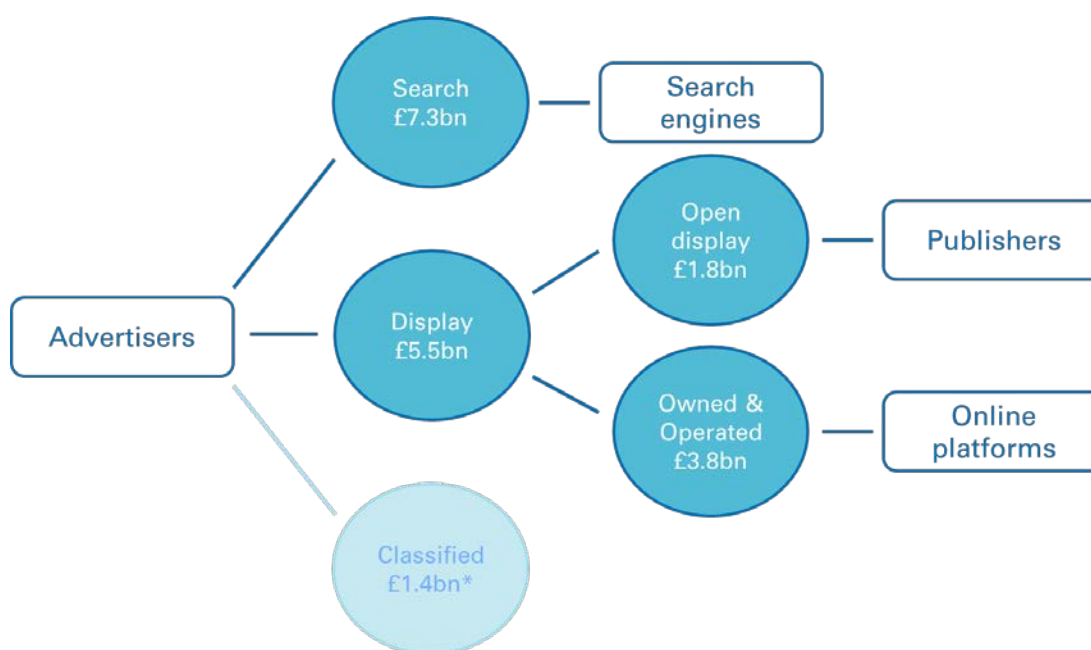 Search
£7.3bn
Search
engines
Open
display
£1.8bn
Publishers
Advertisers
Display
£5.5bn
Owned &
Operated
£3.8bn
Online
platforms
Classified
£1.4bn*